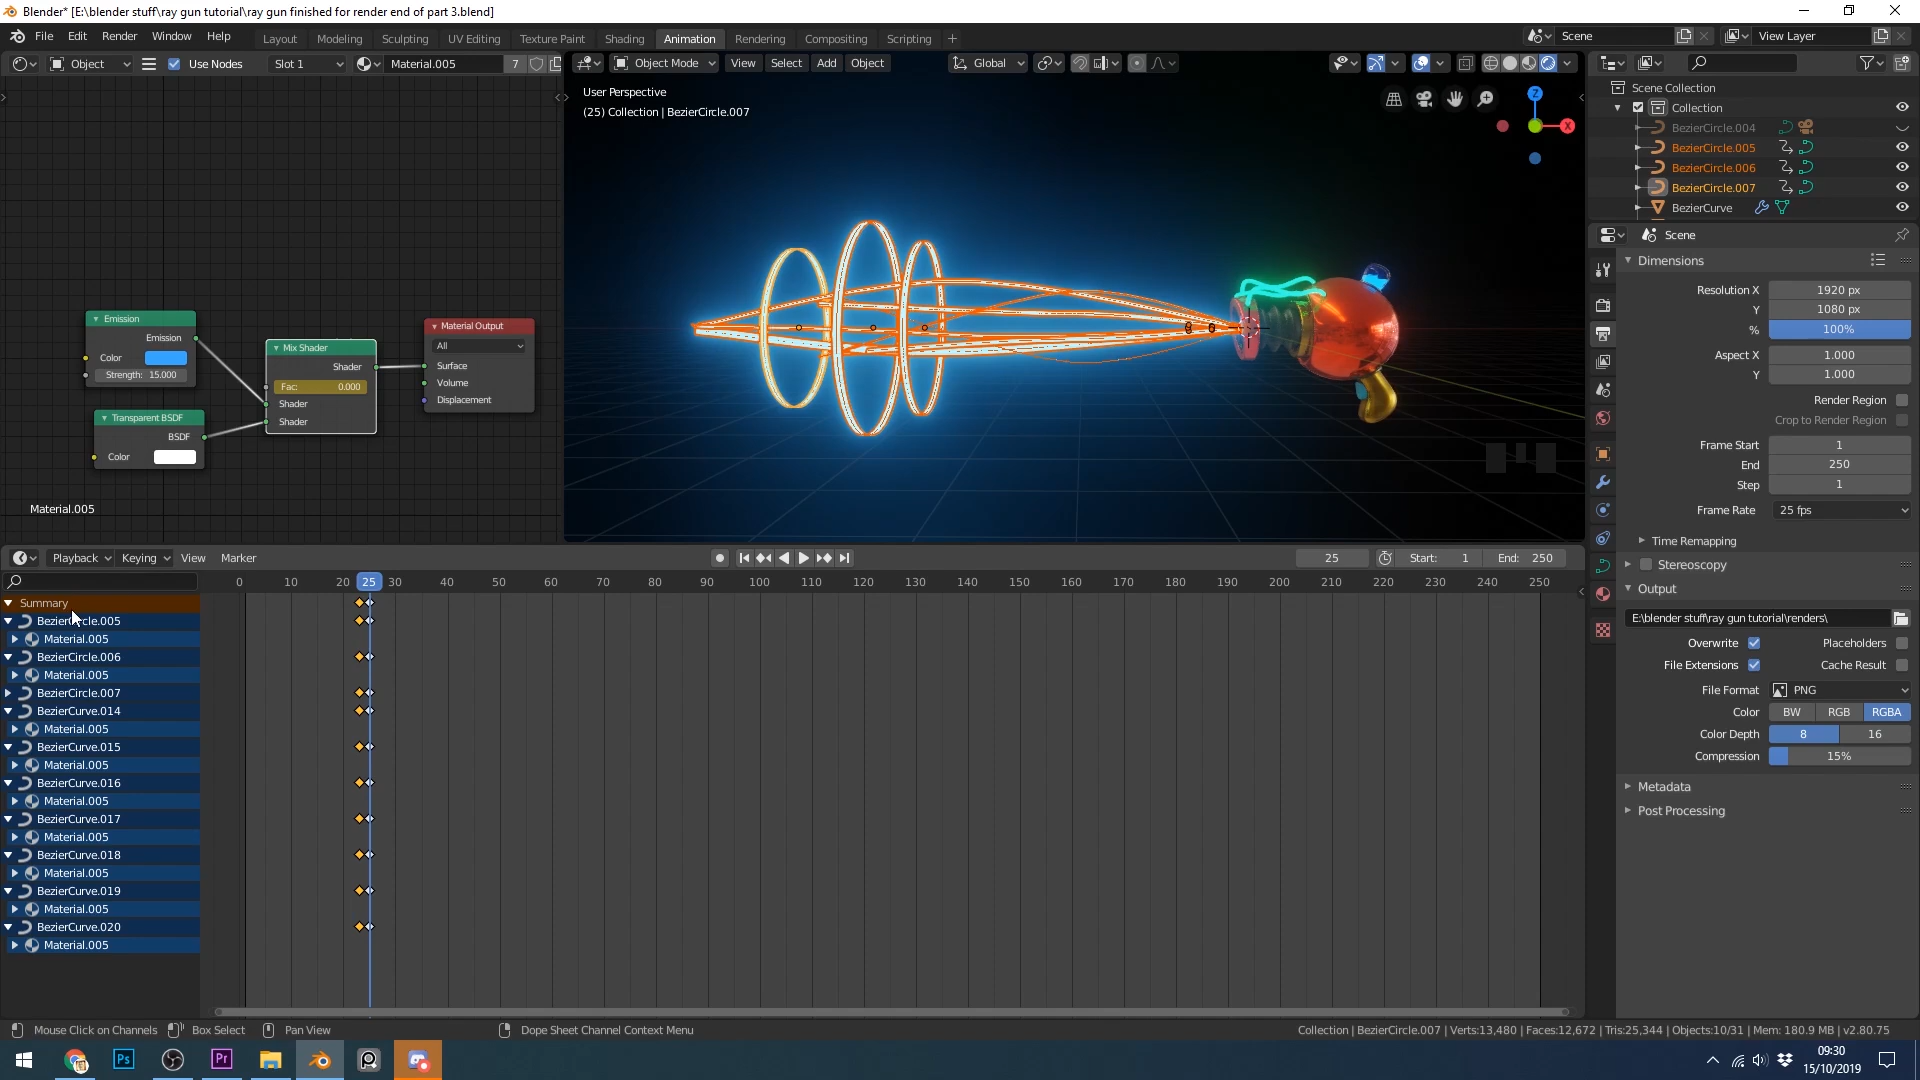 Blender* [E:\blender stuff\ray gun tutorial\ray gun finished for render end of part 3.blend]
File Edit Render Window Help Layout Modeling Sculpting UV Editing Texture Paint Shading Animation Rendering Compositing Scripting + Scene View Layer
Object Use Nodes Slot 1 Material.005 7 Object Mode View Select Add Object Global
User Perspective
(25) Collection | BezierCircle.007
Z
X
Scene Collection
Collection
BezierCircle.004
BezierCircle.005
BezierCircle.006
BezierCircle.007
BezierCurve
Scene
Dimensions
Resolution X 1920 px
Y 1080 px
% 100%
Aspect X 1.000
Y 1.000
Render Region
Crop to Render Region
Frame Start 1
End 250
Step 1
Frame Rate 25 fps
Time Remapping
Stereoscopy
Output
E:\blender stuff\ray gun tutorial\renders\
Overwrite Placeholders
File Extensions Cache Result
File Format PNG
Color BW RGB RGBA
Color Depth 8 16
Compression 15%
Metadata
Post Processing
Emission
Emission
Color
Strength: 15.000
Transparent BSDF
BSDF
Color
Mix Shader
Shader
Fac: 0.000
Shader
Shader
Material Output
All
Surface
Volume
Displacement
Material.005
Playback Keying View Marker 25 Start: 1 End: 250
0 10 20 25 30 40 50 60 70 80 90 100 110 120 130 140 150 160 170 180 190 200 210 220 230 240 250
Summary
BezierCircle.005
Material.005
BezierCircle.006
Material.005
BezierCircle.007
BezierCurve.014
Material.005
BezierCurve.015
Material.005
BezierCurve.016
Material.005
BezierCurve.017
Material.005
BezierCurve.018
Material.005
BezierCurve.019
Material.005
BezierCurve.020
Material.005
Mouse Click on Channels Box Select Pan View Dope Sheet Channel Context Menu Collection | BezierCircle.007 | Verts:13,480 | Faces:12,672 | Tris:25,344 | Objects:10/31 | Mem: 180.9 MB | v2.80.75
Ps Pr
09:30
15/10/2019